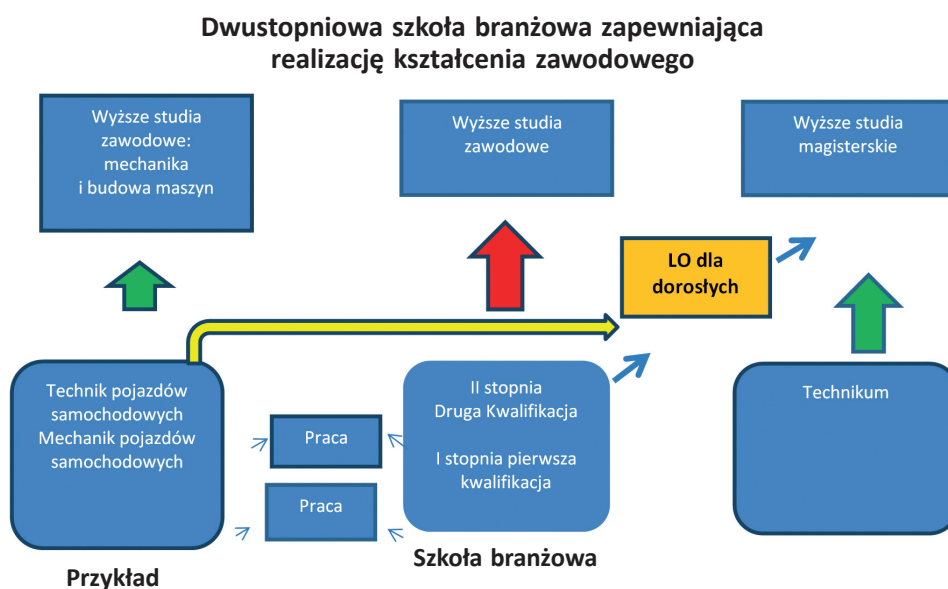 Dwustopniowa szkoła branżowa zapewniająca
realizację kształcenia zawodowego
Wyższe studia
zawodowe:
mechanika
i budowa maszyn
Wyższe studia
zawodowe
Wyższe studia
magisterskie
LO dla
dorosłych
Technik pojazdów
samochodowych
Mechanik pojazdów
samochodowych
Praca
Praca
II stopnia
Druga Kwalifikacja
I stopnia pierwsza
kwalifikacja
Technikum
Szkoła branżowa
Przykład